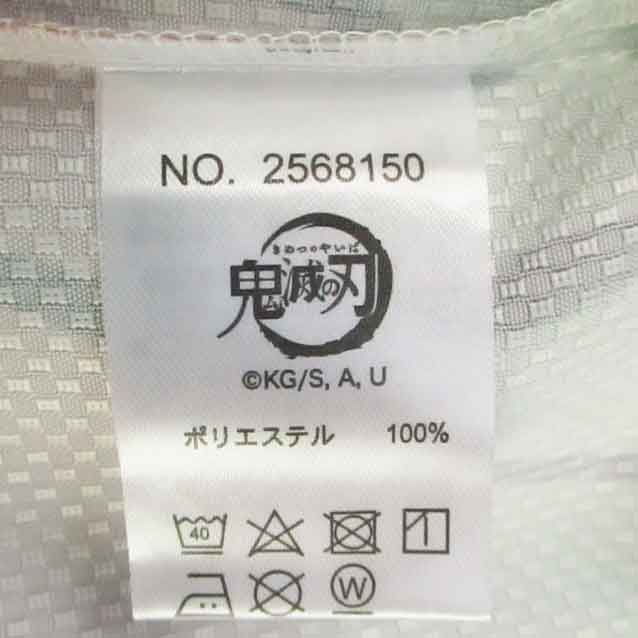 NO. 2568150
きめつのやいば
鬼滅の刃
©KG/S, A, U
ポリエステル 100%
40
W